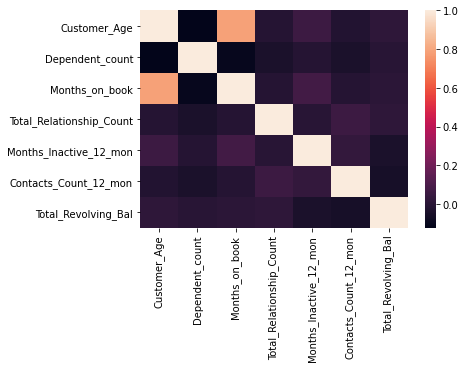 Customer_Age
Dependent_count
Months_on_book
Total_Relationship_Count
Months_Inactive_12_mon
Contacts_Count_12_mon
Total_Revolving_Bal
1.0
0.8
0.6
0.4
0.2
0.0
Customer_Age
Dependent_count
Months_on_book
Total_Relationship_Count
Months_Inactive_12_mon
Contacts_Count_12_mon
Total_Revolving_Bal